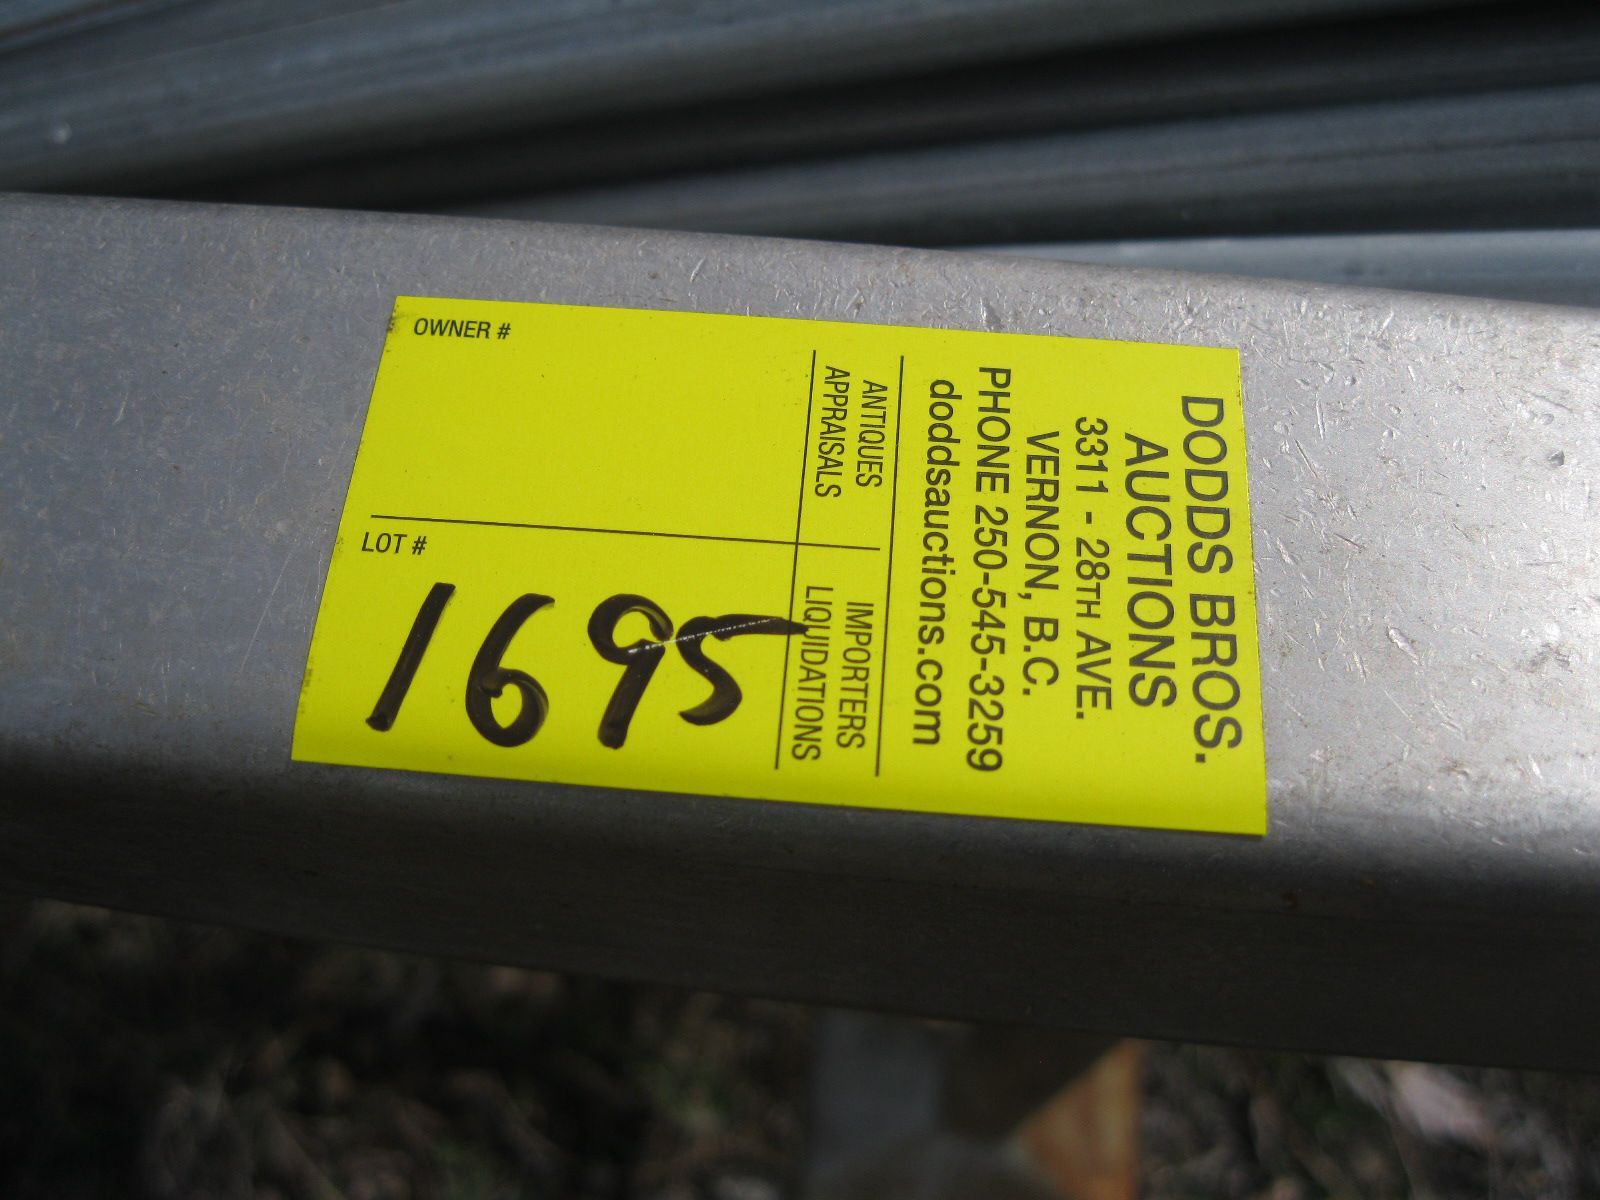 DODDS BROS.
AUCTIONS
3311 - 28TH AVE.
VERNON, B.C.
PHONE 250-545-3259
doddsauctions.com
ANTIQUES
APPRAISALS
IMPORTERS
LIQUIDATIONS
OWNER #
LOT #
1695